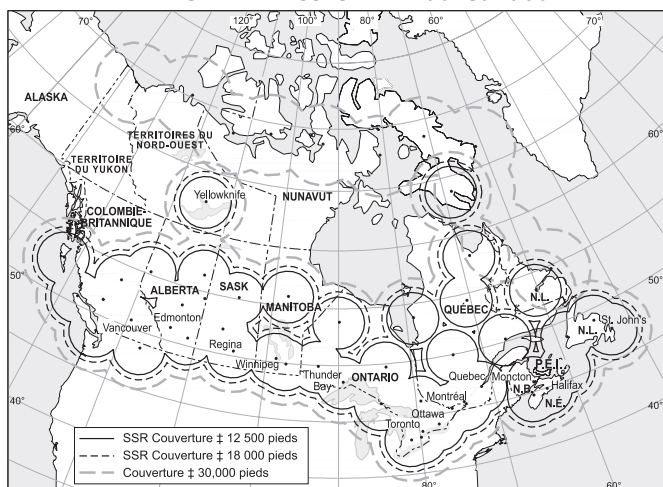 70°
120°
100°
80°
60°
70°
ALASKA
60°
TERRITOIRES DU
NORD-OUEST
TERRITOIRE
DU YUKON
60°
Yellowknife
NUNAVUT
COLOMBIE-
BRITANNIQUE
50°
ALBERTA
SASK
MANITOBA
QUÉBEC
N.L.
50°
Edmonton
Vancouver
Regina
Winnipeg
Thunder
Bay
ONTARIO
N.L.
St. John's
P.E.I.
Quebec
Moncton
N.B.
Halifax
N.É.
Montréal
Ottawa
Toronto
40°
40°
80°
60°
SSR Couverture ‡ 12 500 pieds
SSR Couverture ‡ 18 000 pieds
Couverture ‡ 30,000 pieds